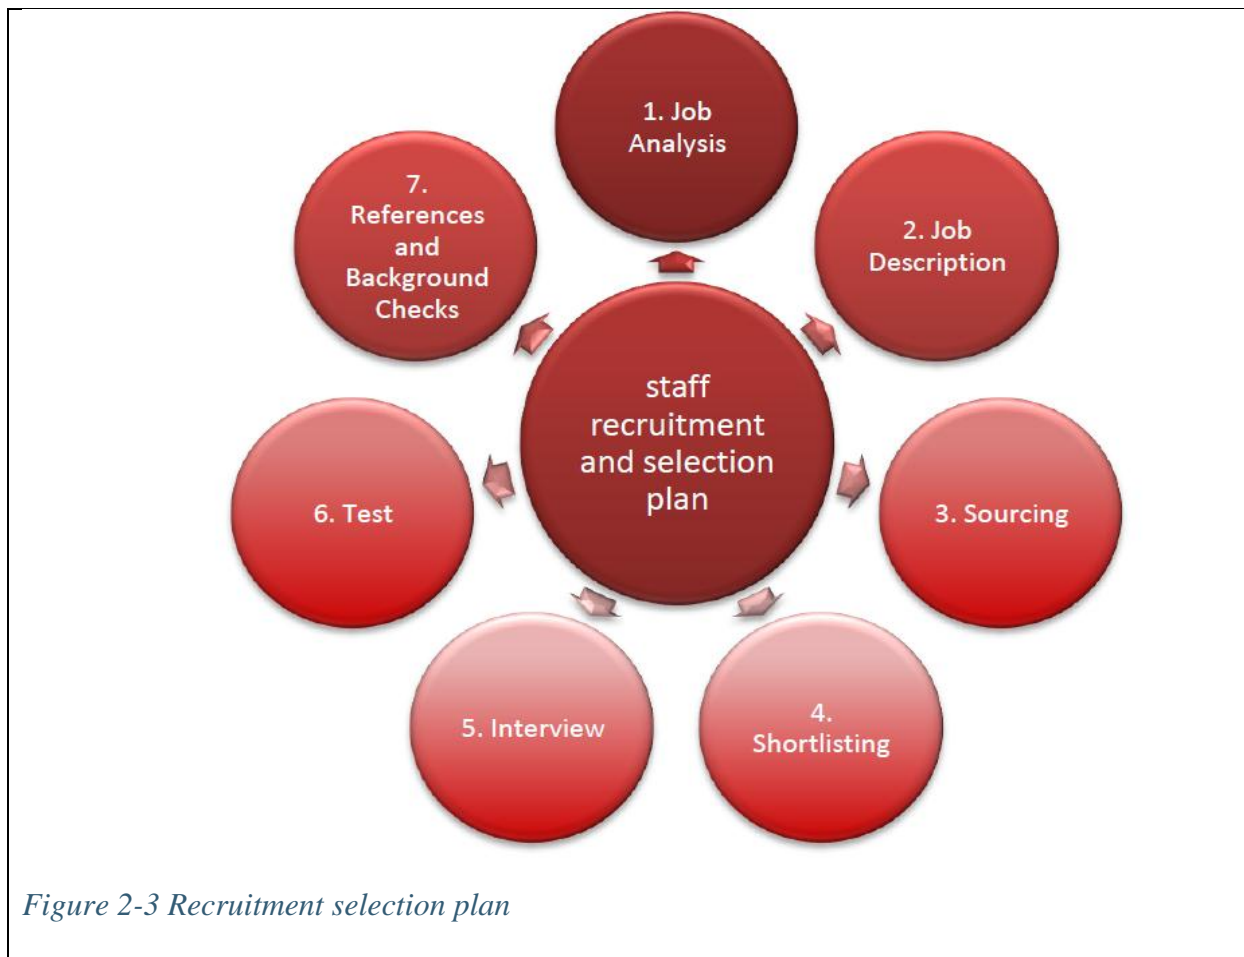 1. Job
Analysis
2. Job
Description
3. Sourcing
4.
Shortlisting
5. Interview
6. Test
7.
References
and
Background
Checks
staff
recruitment
and selection
plan
Figure 2-3 Recruitment selection plan